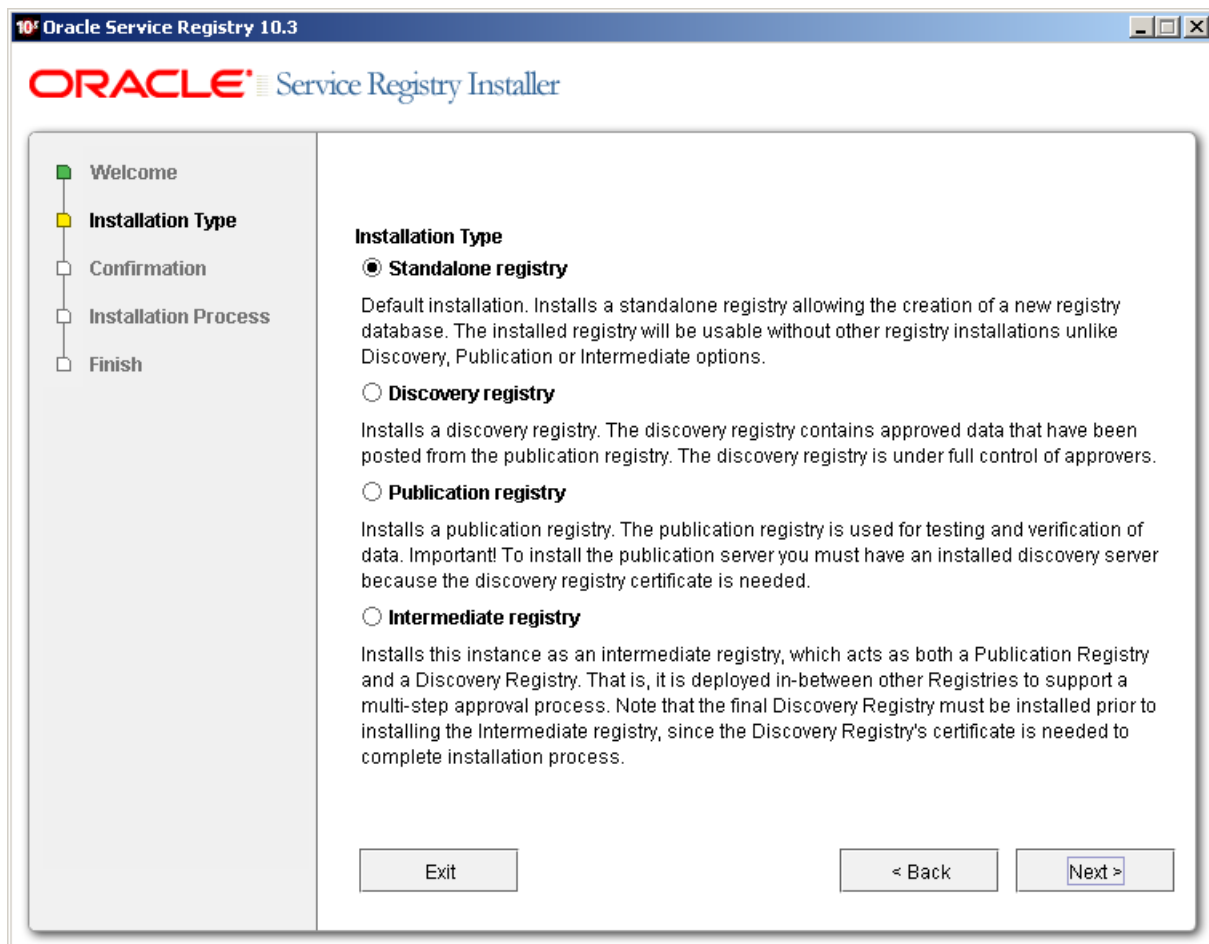 Oracle Service Registry 10.3
ORACLE Service Registry Installer
Welcome
Installation Type
Confirmation
Installation Process
Finish
Installation Type
Standalone registry
Default installation. Installs a standalone registry allowing the creation of a new registry
database. The installed registry will be usable without other registry installations unlike
Discovery, Publication or Intermediate options.
Discovery registry
Installs a discovery registry. The discovery registry contains approved data that have been
posted from the publication registry. The discovery registry is under full control of approvers.
Publication registry
Installs a publication registry. The publication registry is used for testing and verification of
data. Important! To install the publication server you must have an installed discovery server
because the discovery registry certificate is needed.
Intermediate registry
Installs this instance as an intermediate registry, which acts as both a Publication Registry
and a Discovery Registry. That is, it is deployed in-between other Registries to support a
multi-step approval process. Note that the final Discovery Registry must be installed prior to
installing the Intermediate registry, since the Discovery Registry's certificate is needed to
complete installation process.
Exit
< Back
Next >